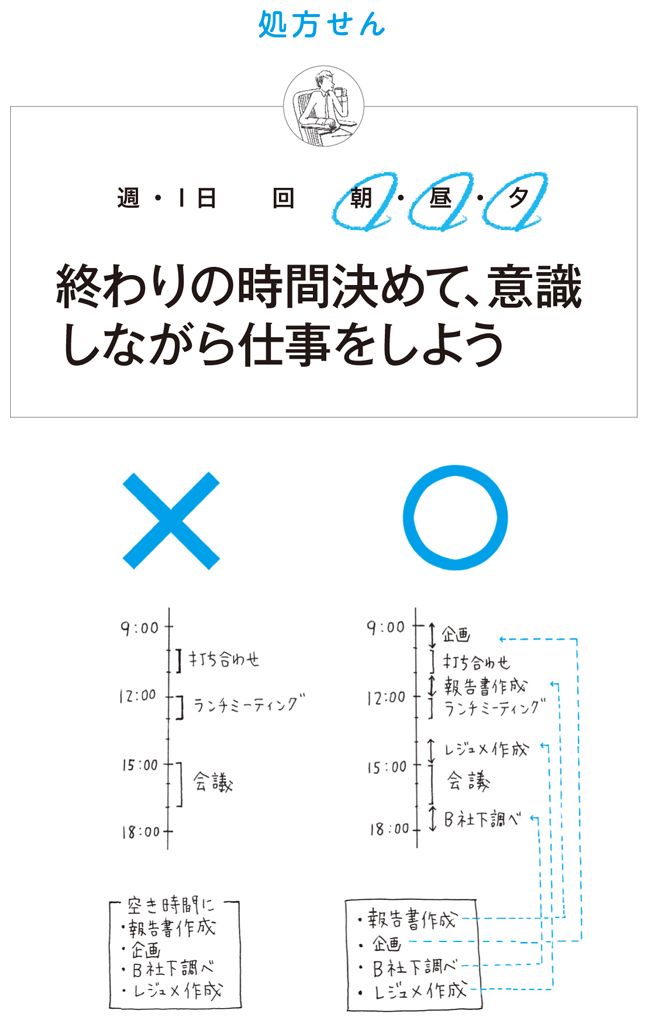 処方せん
週・1日　回　朝・昼・夕
終わりの時間決めて、意識
しながら仕事をしよう
9:00
打ち合わせ
12:00
ランチミーティング
15:00
会議
18:00
空き時間に
・報告書作成
・企画
・B社下調べ
・レジュメ作成
9:00
企画
打ち合わせ
報告書作成
12:00
ランチミーティング
レジュメ作成
15:00
会議
B社下調べ
18:00
・報告書作成
・企画
・B社下調べ
・レジュメ作成